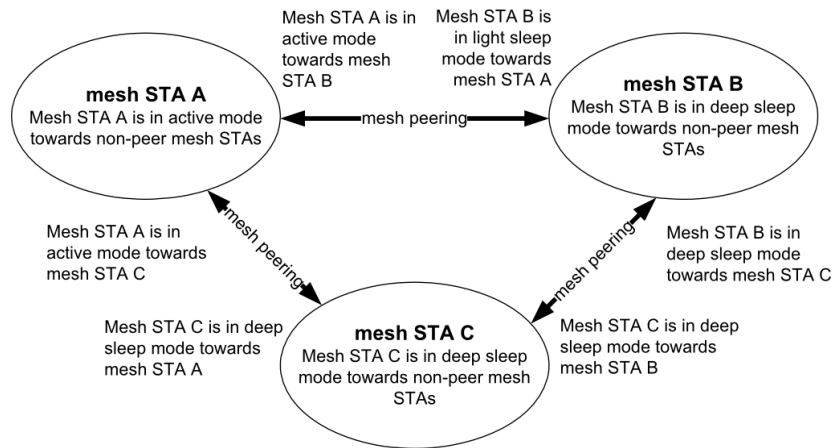 Mesh STA A is in
active mode
towards mesh
STA B
Mesh STA B is
in light sleep
mode towards
mesh STA A
mesh STA A
Mesh STA A is in active mode
towards non-peer mesh STAs
mesh peering
mesh STA B
Mesh STA B is in deep sleep
mode towards non-peer mesh
STAs
Mesh STA A is in
active mode towards
mesh STA C
mesh peering
mesh peering
Mesh STA B is in
deep sleep mode
towards mesh STA C
Mesh STA C is in deep
sleep mode towards
mesh STA A
mesh STA C
Mesh STA C is in deep sleep
mode towards non-peer mesh
STAs
Mesh STA C is in deep
sleep mode towards
mesh STA B